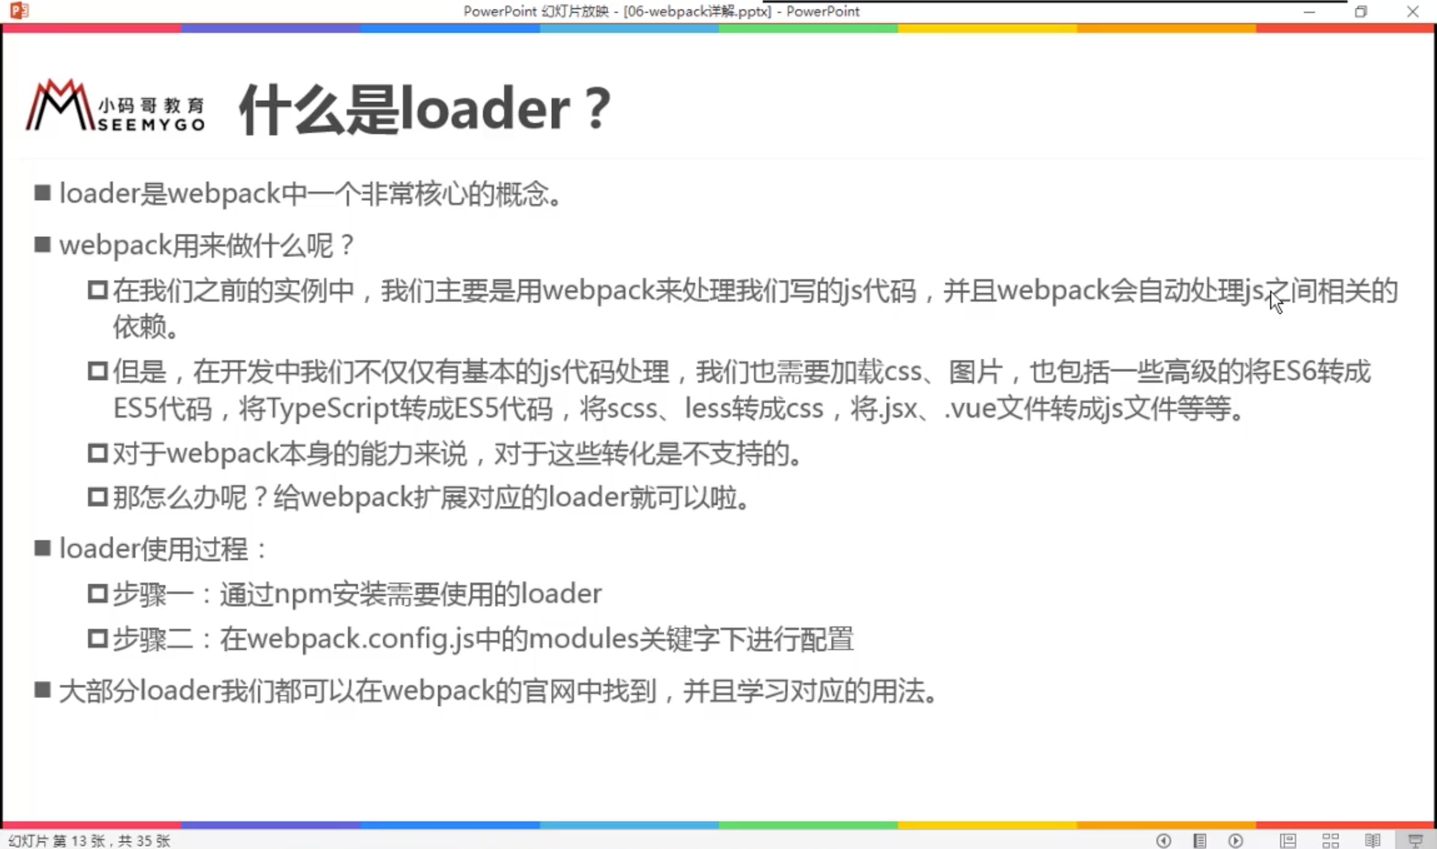 PowerPoint 幻灯片放映 - [06-webpack详解.pptx] - PowerPoint
小码哥教育
SEEMYGO
什么是loader？
loader是webpack中一个非常核心的概念。
webpack用来做什么呢？
在我们之前的实例中，我们主要是用webpack来处理我们写的js代码，并且webpack会自动处理js之间相关的
依赖。
但是，在开发中我们不仅仅有基本的js代码处理，我们也需要加载css、图片，也包括一些高级的将ES6转成
ES5代码，将TypeScript转成ES5代码，将scss、less转成css，将.jsx、.vue文件转成js文件等等。
对于webpack本身的能力来说，对于这些转化是不支持的。
那怎么办呢？给webpack扩展对应的loader就可以啦。
loader使用过程：
步骤一：通过npm安装需要使用的loader
步骤二：在webpack.config.js中的modules关键字下进行配置
大部分loader我们都可以在webpack的官网中找到，并且学习对应的用法。
幻灯片 第 13 张，共 35 张